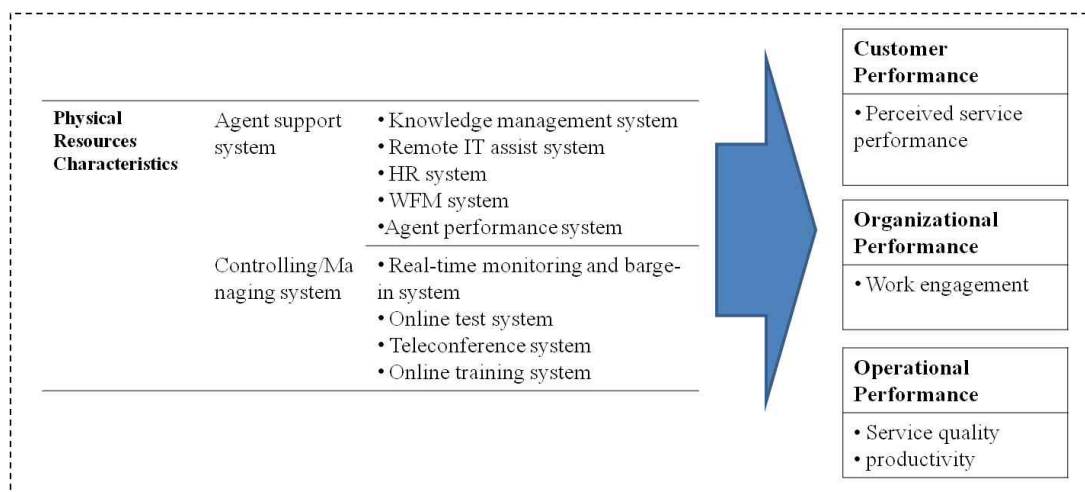 Physical
Resources
Characteristics
Agent support
system
• Knowledge management system
• Remote IT assist system
• HR system
• WFM system
•Agent performance system
Controlling/Ma
naging system
• Real-time monitoring and barge-
in system
• Online test system
• Teleconference system
• Online training system
Customer
Performance
• Perceived service
performance
Organizational
Performance
• Work engagement
Operational
Performance
• Service quality
• productivity